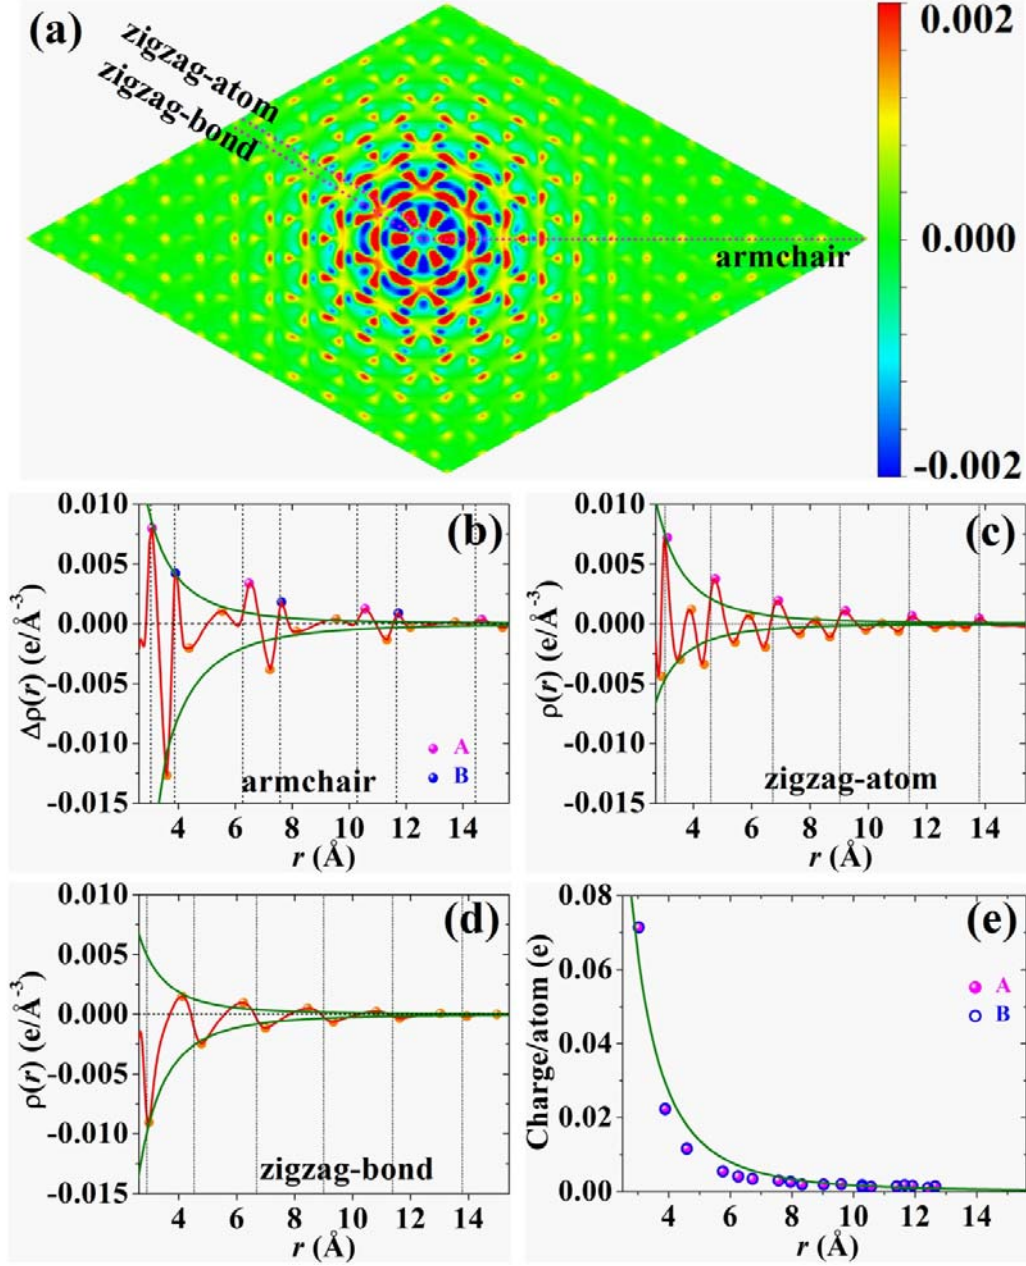 (a)
zigzag-atom
zigzag-bond
armchair
0.002
0.000
-0.002
(b)
0.010
0.005
0.000
-0.005
-0.010
-0.015
Δρ(r) (e/Å⁻³)
A
B
armchair
4 6 8 10 12 14
r (Å)
(c)
0.010
0.005
0.000
-0.005
-0.010
-0.015
ρ(r) (e/Å⁻³)
zigzag-atom
4 6 8 10 12 14
r (Å)
(d)
0.010
0.005
0.000
-0.005
-0.010
-0.015
ρ(r) (e/Å⁻³)
zigzag-bond
4 6 8 10 12 14
r (Å)
(e)
0.08
0.06
0.04
0.02
0.00
Charge/atom (e)
A
B
4 6 8 10 12 14
r (Å)